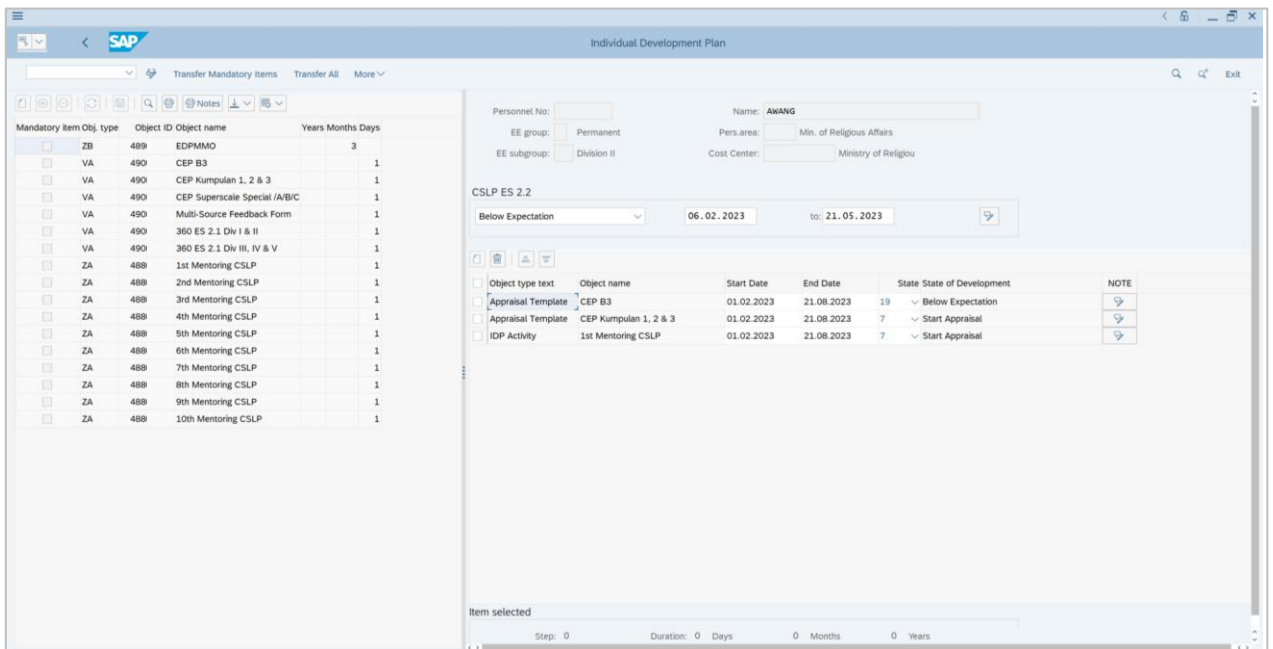 SAP
Individual Development Plan
Transfer Mandatory Items Transfer All More
Exit
Notes
Mandatory item Obj. type Object ID Object name Years Months Days
ZB 489 EDPMMO 3
VA 490 CEP B3 1
VA 490 CEP Kumpulan 1, 2 & 3 1
VA 490 CEP Superscale Special /A/B/C 1
VA 490 Multi-Source Feedback Form 1
VA 490 360 ES 2.1 Div I & II 1
VA 490 360 ES 2.1 Div III, IV & V 1
ZA 488 1st Mentoring CSLP 1
ZA 488 2nd Mentoring CSLP 1
ZA 488 3rd Mentoring CSLP 1
ZA 488 4th Mentoring CSLP 1
ZA 488 5th Mentoring CSLP 1
ZA 488 6th Mentoring CSLP 1
ZA 488 7th Mentoring CSLP 1
ZA 488 8th Mentoring CSLP 1
ZA 488 9th Mentoring CSLP 1
ZA 488 10th Mentoring CSLP 1
Personnel No: Name: AWANG
EE group: Permanent Pers.area: Min. of Religious Affairs
EE subgroup: Division II Cost Center: Ministry of Religiou
CSLP ES 2.2
Below Expectation 06.02.2023 to: 21.05.2023
Object type text Object name Start Date End Date State State of Development NOTE
Appraisal Template CEP B3 01.02.2023 21.08.2023 19 Below Expectation
Appraisal Template CEP Kumpulan 1, 2 & 3 01.02.2023 21.08.2023 7 Start Appraisal
IDP Activity 1st Mentoring CSLP 01.02.2023 21.08.2023 7 Start Appraisal
Item selected
Step: 0 Duration: 0 Days 0 Months 0 Years